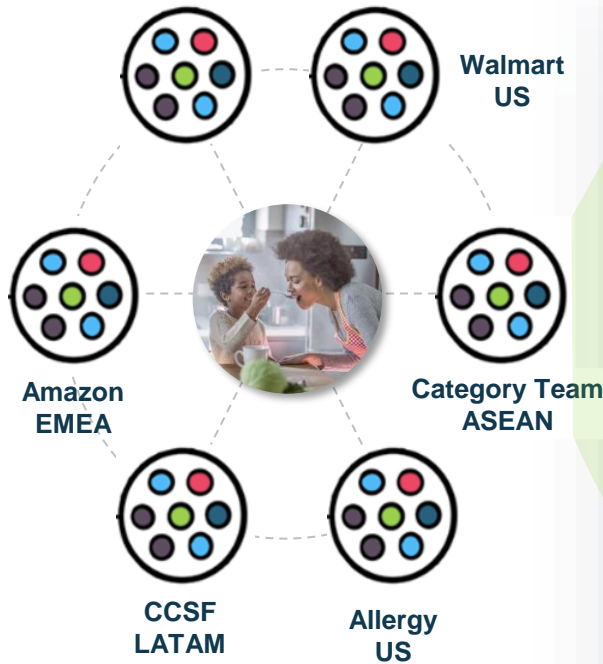 Walmart
US
Amazon
EMEA
Category Team
ASEAN
CCSF
LATAM
Allergy
US